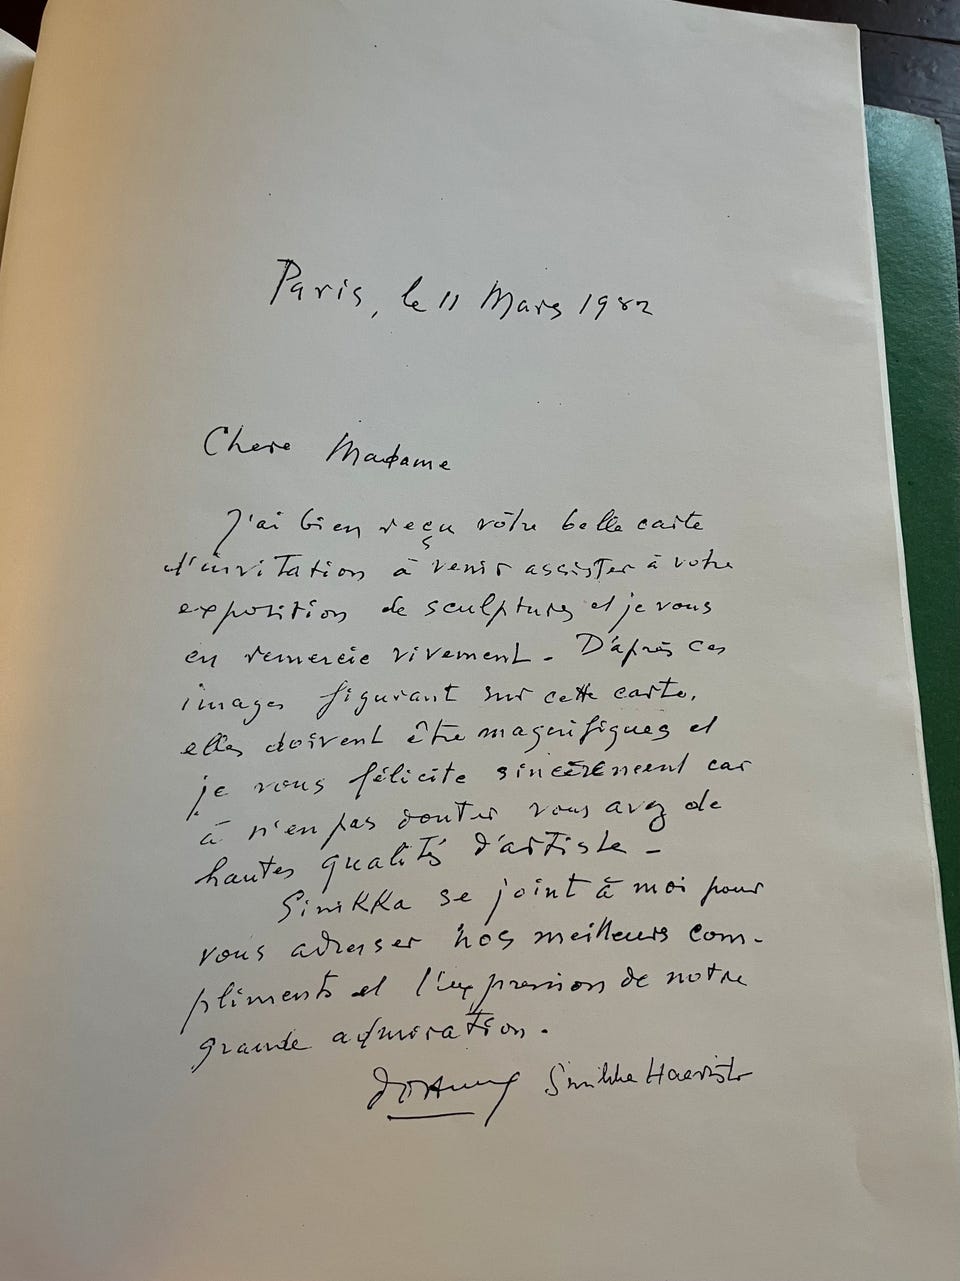 Paris, le 11 Mars 1982
Chere Madame
J'ai bien reçu vôtre belle carte
d'invitation à venir assister à votre
exposition de sculptures et je vous
en remercie vivement. D'après ces
images figurant sur cette carte,
elles doivent être magnifiques et
je vous félicite sincèrement car
à n'en pas douter vous avez de
hautes qualités d'artiste -
Sinikka se joint à moi pour
vous adresser nos meilleurs com-
pliments et l'expression de notre
grande admiration.
Sinikka